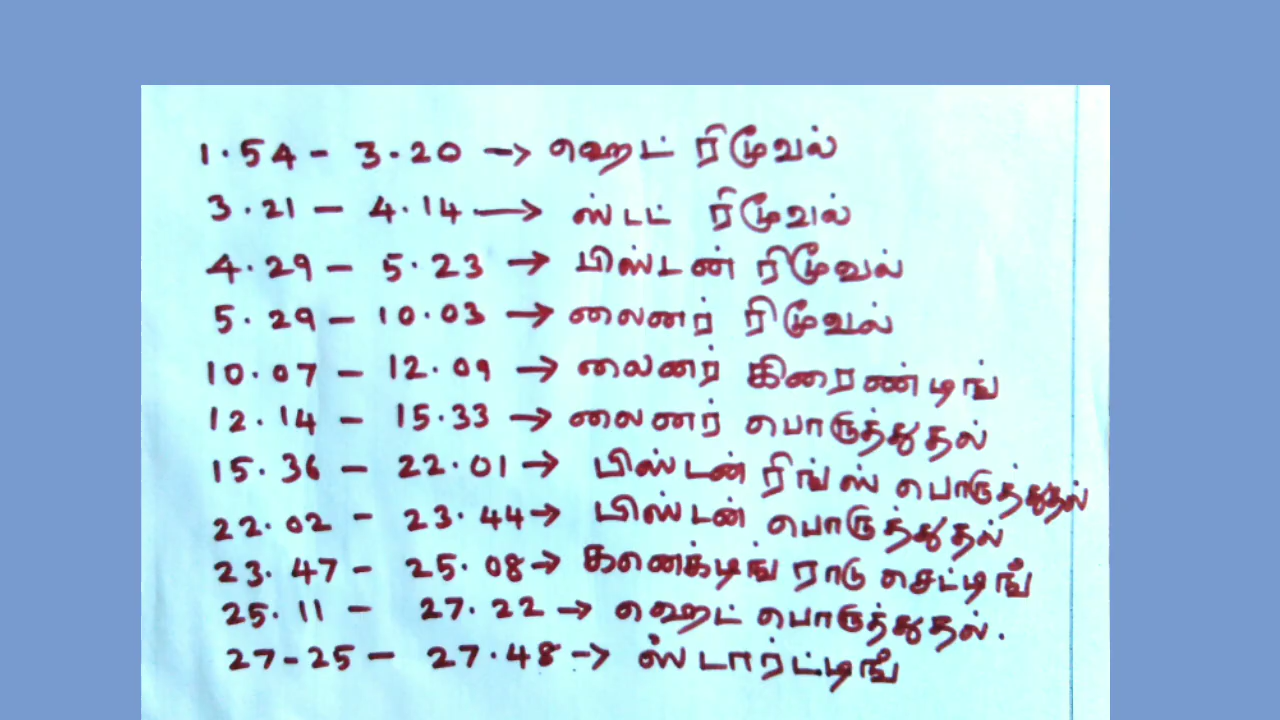 1.54 - 3.20 → ஹெட் ரிமூவல்
3.21 - 4.14 → ஸ்டட் ரிமூவல்
4.29 - 5.23 → பிஸ்டன் ரிமூவல்
5.29 - 10.03 → லைனர் ரிமூவல்
10.07 - 12.09 → லைனர் கிரைண்டிங்
12.14 - 15.33 → லைனர் பொருத்துதல்
15.36 - 22.01 → பிஸ்டன் ரிங்ஸ் பொருத்துதல்
22.02 - 23.44 → பிஸ்டன் பொருத்துதல்
23.47 - 25.08 → கனெக்டிங் ராடு செட்டிங்
25.11 - 27.22 → ஹெட் பொருத்துதல்.
27-25 - 27.48 → ஸ்டார்ட்டிங்